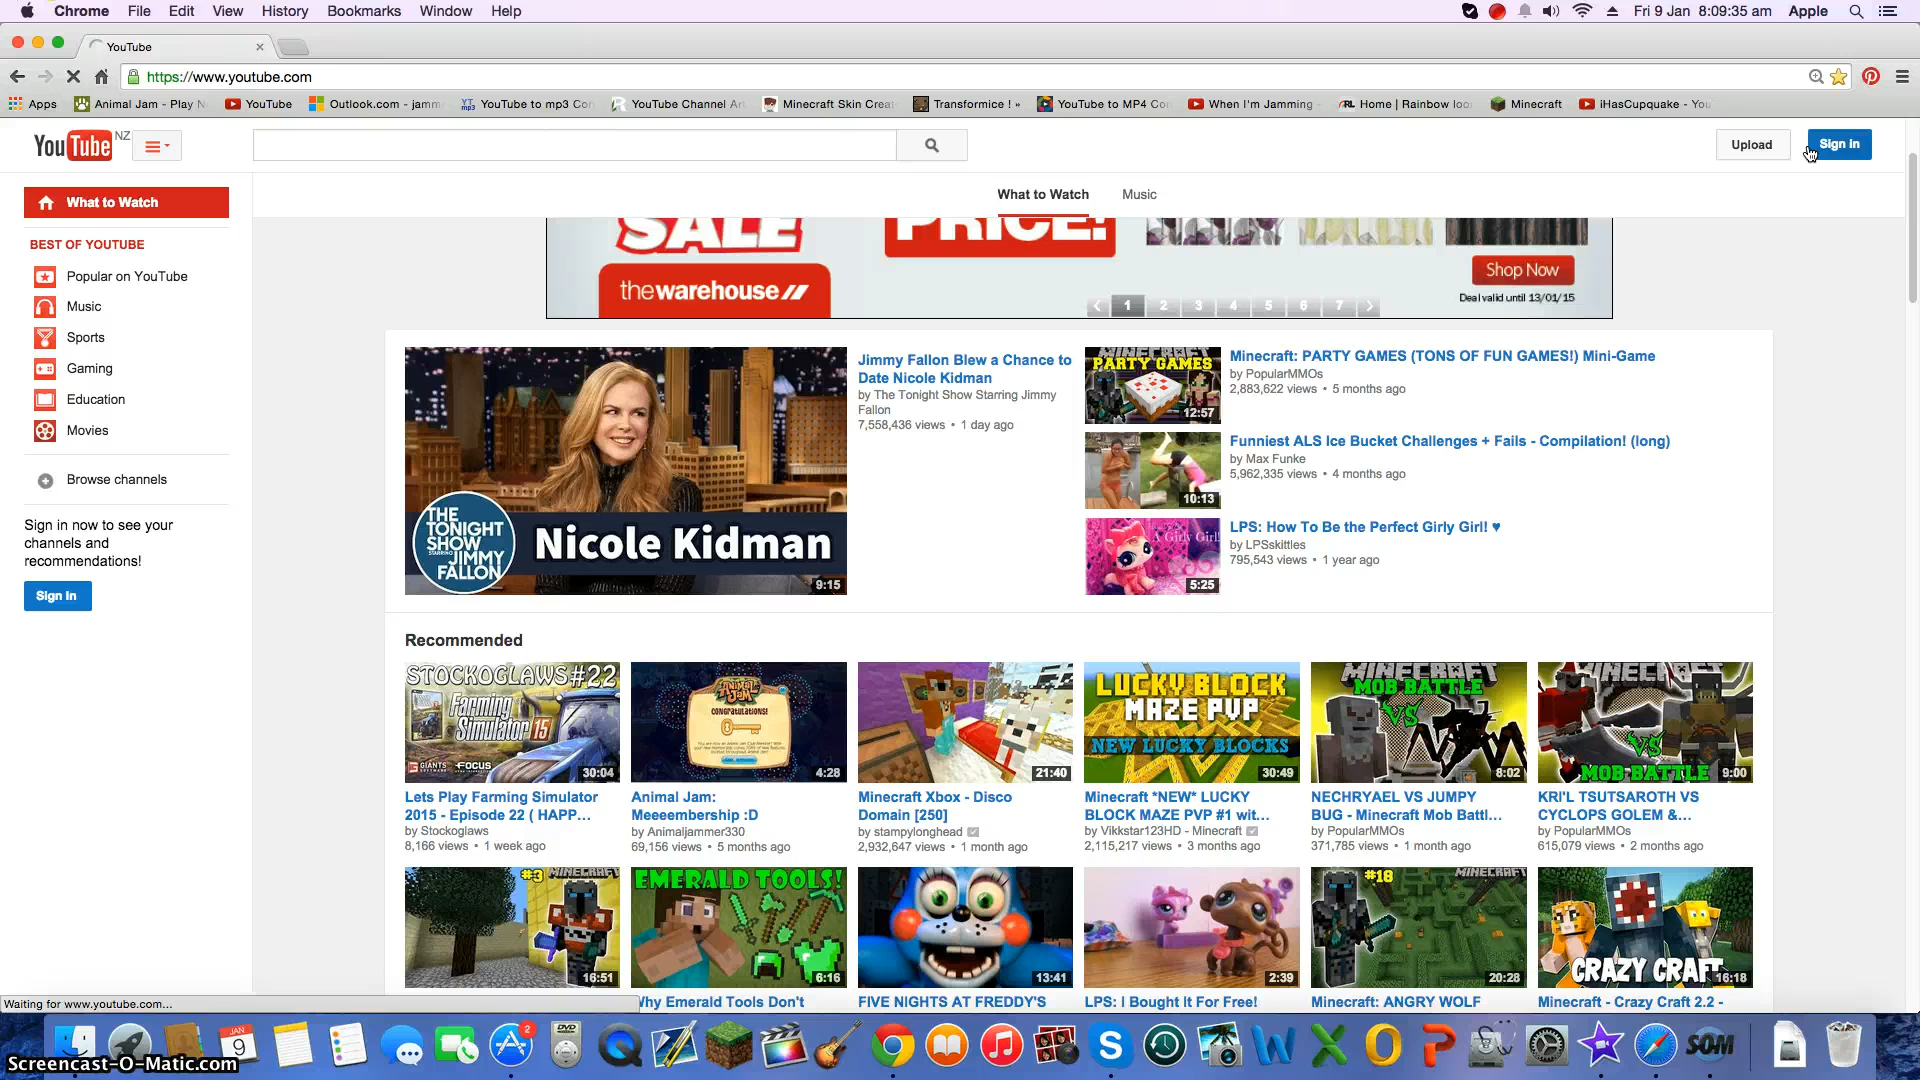 Chrome File Edit View History Bookmarks Window Help
Fri 9 Jan 8:09:35 am Apple
YouTube
https://www.youtube.com
Apps Animal Jam - Play N YouTube Outlook.com - jamm YouTube to mp3 Con YouTube Channel Art Minecraft Skin Crea Transformice ! » YouTube to MP4 Co When I'm Jamming Home | Rainbow loo Minecraft iHasCupquake - You
YouTube NZ
Upload
Sign in
What to Watch
Music
What to Watch
BEST OF YOUTUBE
Popular on YouTube
Music
Sports
Gaming
Education
Movies
Browse channels
Sign in now to see your
channels and
recommendations!
Sign in
SALE
PRICE!
thewarehouse
Shop Now
Deal valid until 13/01/15
1 2 3 4 5 6 7
THE
TONIGHT
SHOW
STARRING
JIMMY
FALLON
Nicole Kidman
9:15
Jimmy Fallon Blew a Chance to
Date Nicole Kidman
by The Tonight Show Starring Jimmy
Fallon
7,558,436 views • 1 day ago
MINECRAFT
PARTY GAMES
12:57
Minecraft: PARTY GAMES (TONS OF FUN GAMES!) Mini-Game
by PopularMMOs
2,883,622 views • 5 months ago
10:13
Funniest ALS Ice Bucket Challenges + Fails - Compilation! (long)
by Max Funke
5,962,335 views • 4 months ago
A Girly Girl!
5:25
LPS: How To Be the Perfect Girly Girl! ♥
by LPSskittles
795,543 views • 1 year ago
Recommended
STOCKOGLAWS#22
Farming
Simulator 15
GIANTS
FOCUS
30:04
Lets Play Farming Simulator
2015 - Episode 22 ( HAPP...
by Stockoglaws
8,166 views • 1 week ago
ANIMAL JAM
CONGRATULATIONS!
4:28
Animal Jam:
Meeeembership :D
by Animaljammer330
69,156 views • 5 months ago
21:40
Minecraft Xbox - Disco
Domain [250]
by stampylonghead
2,932,647 views • 1 month ago
LUCKY BLOCK
MAZE PVP
NEW LUCKY BLOCKS
30:49
Minecraft *NEW* LUCKY
BLOCK MAZE PVP #1 wit...
by Vikkstar123HD - Minecraft
2,115,217 views • 3 months ago
MINECRAFT
MOB BATTLE
VS
8:02
NECHRYAEL VS JUMPY
BUG - Minecraft Mob Battl...
by PopularMMOs
371,785 views • 1 month ago
MINECRAFT
VS
MOB BATTLE
9:00
KRI'L TSUTSAROTH VS
CYCLOPS GOLEM &...
by PopularMMOs
615,079 views • 2 months ago
#3 MINECRAFT
16:51
EMERALD TOOLS!
6:16
Why Emerald Tools Don't
13:41
FIVE NIGHTS AT FREDDY'S
2:39
LPS: I Bought It For Free!
#18 MINECRAFT
20:28
Minecraft: ANGRY WOLF
CRAZY CRAFT
16:18
Minecraft - Crazy Craft 2.2 -
Waiting for www.youtube.com...
JAN
9
2
DVD
SOM
Screencast-O-Matic.com